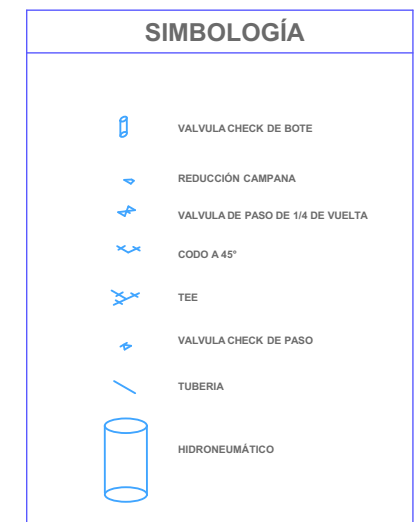 SIMBOLOGÍA
VALVULA CHECK DE BOTE
REDUCCIÓN CAMPANA
VALVULA DE PASO DE 1/4 DE VUELTA
CODO A 45°
TEE
VALVULA CHECK DE PASO
TUBERIA
HIDRONEUMÁTICO